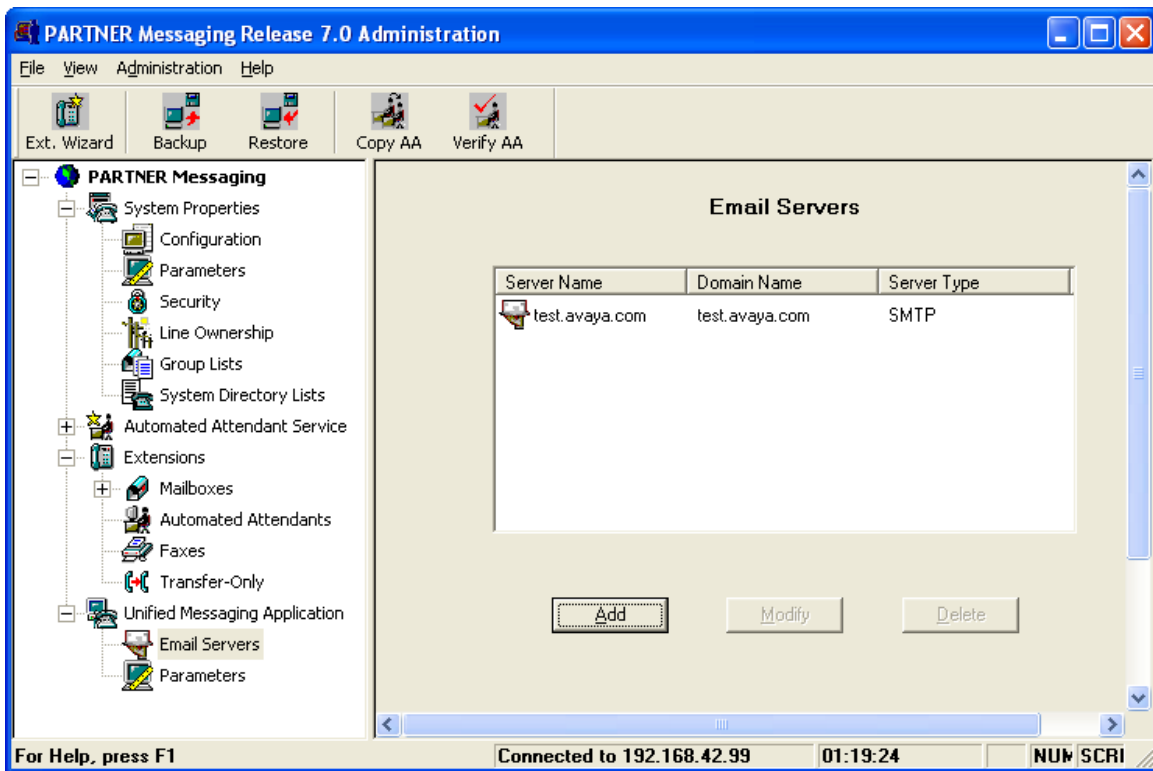 PARTNER Messaging Release 7.0 Administration
File View Administration Help
Ext. Wizard Backup Restore Copy AA Verify AA
PARTNER Messaging
System Properties
Configuration
Parameters
Security
Line Ownership
Group Lists
System Directory Lists
Automated Attendant Service
Extensions
Mailboxes
Automated Attendants
Faxes
Transfer-Only
Unified Messaging Application
Email Servers
Parameters
Email Servers
Server Name Domain Name Server Type
test.avaya.com test.avaya.com SMTP
Add Modify Delete
For Help, press F1 Connected to 192.168.42.99 01:19:24 NUM SCRI